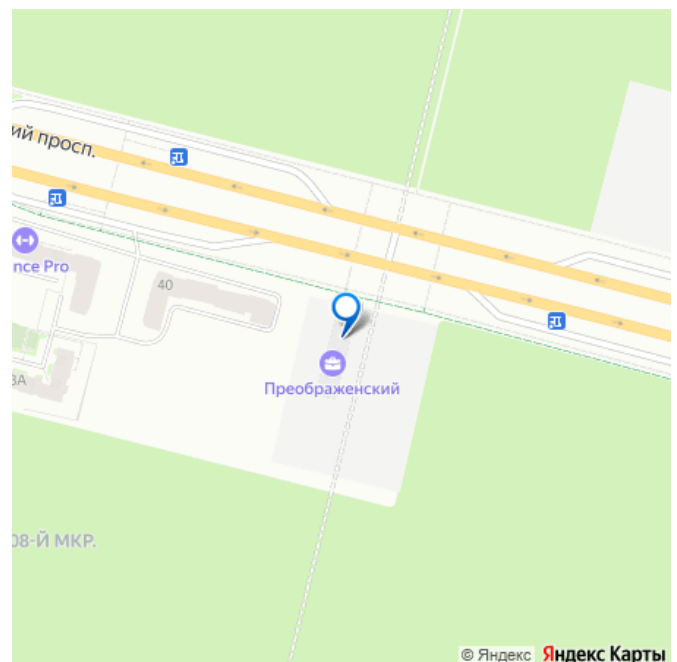 ий просп.
nce Pro
40
3А
Преображенский
08-Й МКР.
© Яндекс Яндекс Карты